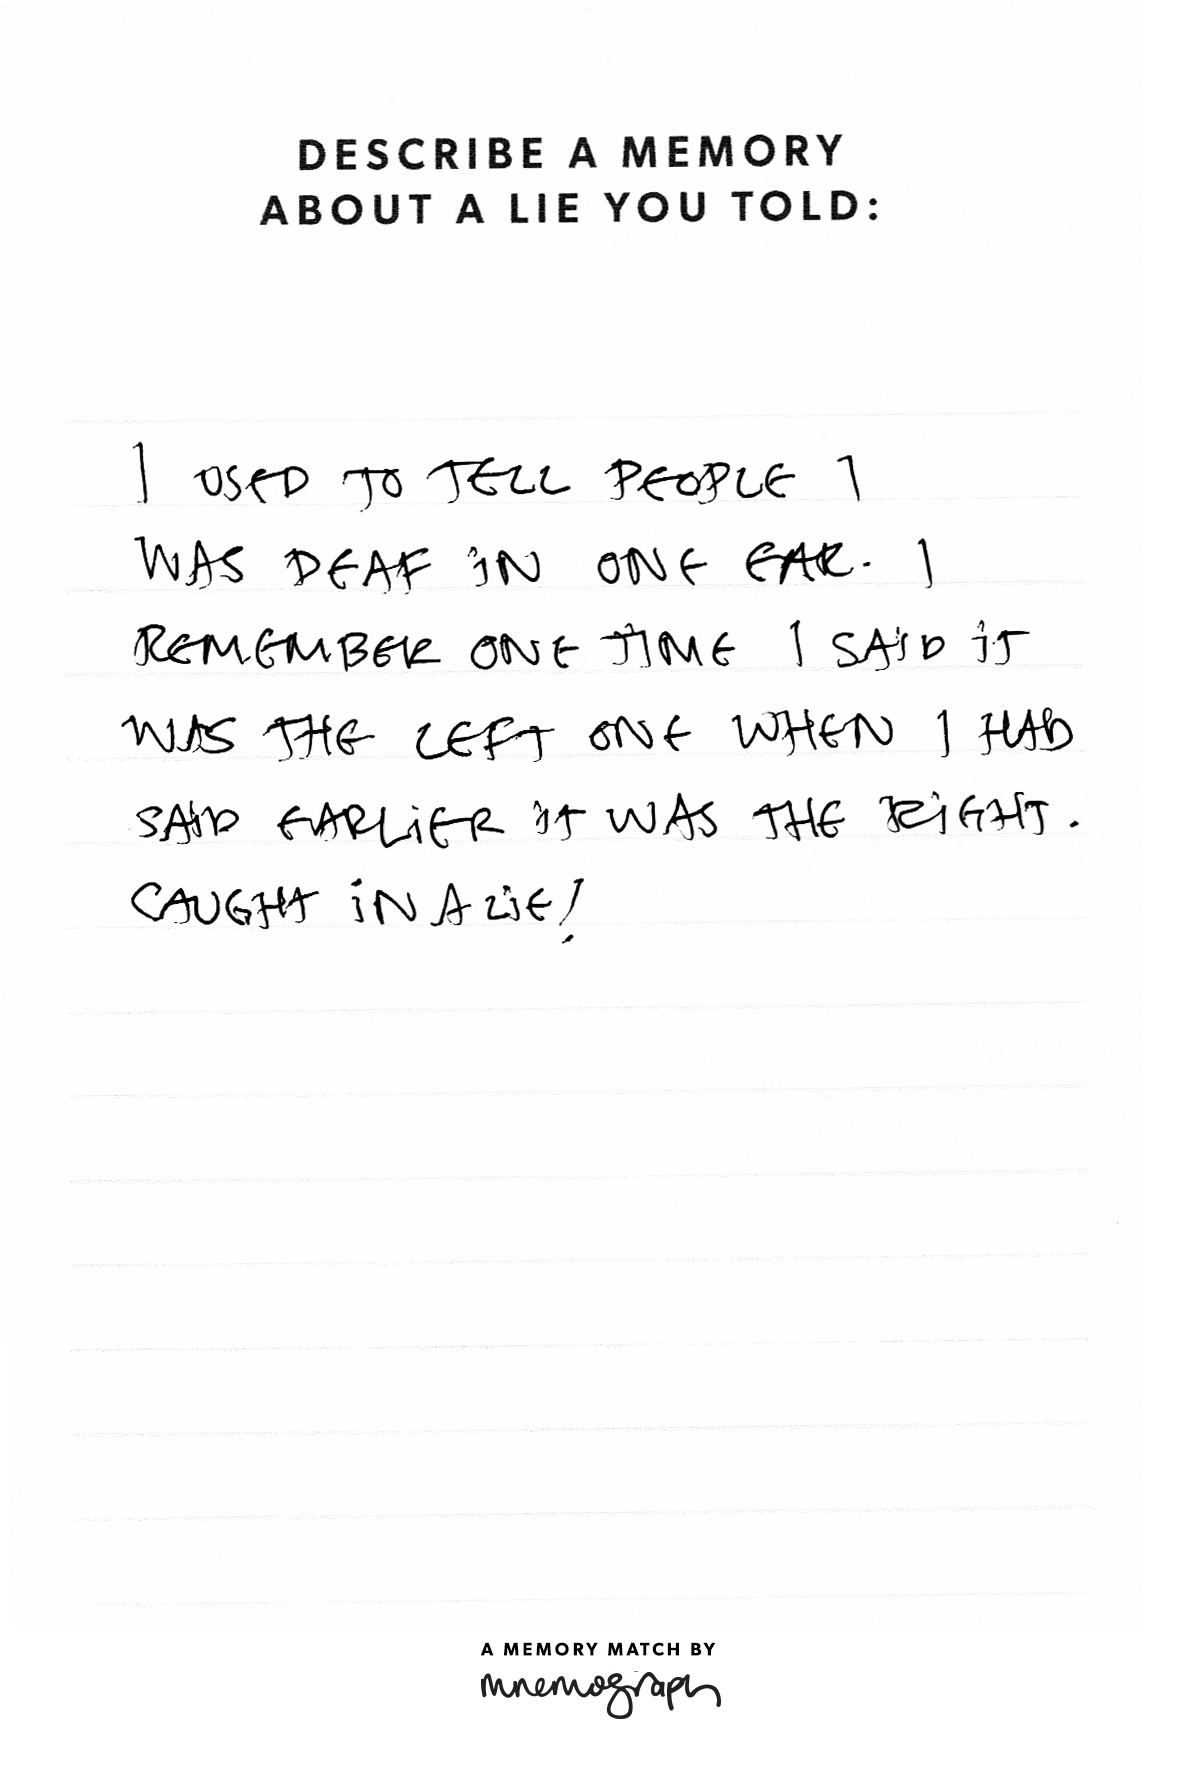 DESCRIBE A MEMORY
ABOUT A LIE YOU TOLD:
I USED TO TELL PEOPLE I
WAS DEAF IN ONE EAR. I
REMEMBER ONE TIME I SAID IT
WAS THE LEFT ONE WHEN I HAD
SAID EARLIER IT WAS THE RIGHT.
CAUGHT IN A LIE!
A MEMORY MATCH BY
mnemograph